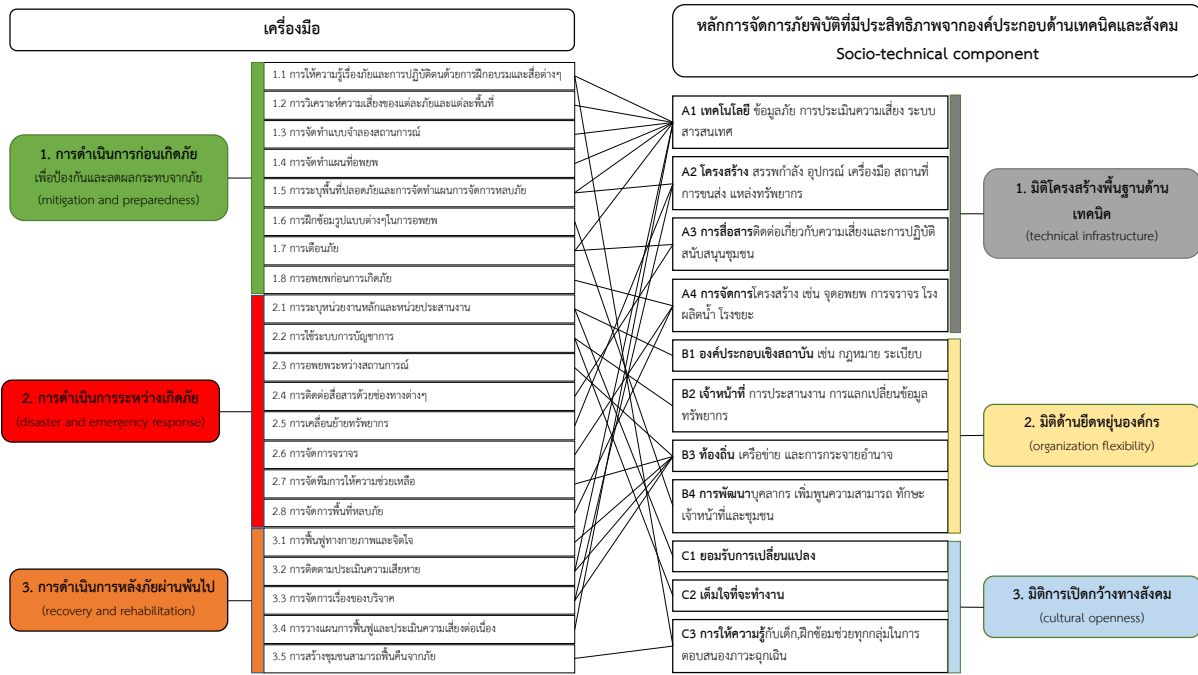 เครื่องมือ
หลักการจัดการภัยพิบัติที่มีประสิทธิภาพจากองค์ประกอบด้านเทคนิคและสังคม
Socio-technical component
1. การดำเนินการก่อนเกิดภัย
เพื่อป้องกันและลดผลกระทบจากภัย
(mitigation and preparedness)
2. การดำเนินการระหว่างเกิดภัย
(disaster and emergency response)
3. การดำเนินการหลังภัยผ่านพ้นไป
(recovery and rehabilitation)
1.1 การให้ความรู้เรื่องภัยและการปฏิบัติตนด้วยการฝึกอบรมและสื่อต่างๆ
1.2 การวิเคราะห์ความเสี่ยงของแต่ละภัยและแต่ละพื้นที่
1.3 การจัดทำแบบจำลองสถานการณ์
1.4 การจัดทำแผนที่อพยพ
1.5 การระบุพื้นที่ปลอดภัยและการจัดทำแผนการจัดการหลบภัย
1.6 การฝึกซ้อมรูปแบบต่างๆในการอพยพ
1.7 การเตือนภัย
1.8 การอพยพก่อนการเกิดภัย
2.1 การระบุหน่วยงานหลักและหน่วยประสานงาน
2.2 การใช้ระบบการบัญชาการ
2.3 การอพยพระหว่างสถานการณ์
2.4 การติดต่อสื่อสารด้วยช่องทางต่างๆ
2.5 การเคลื่อนย้ายทรัพยากร
2.6 การจัดการจราจร
2.7 การจัดทีมการให้ความช่วยเหลือ
2.8 การจัดการพื้นที่หลบภัย
3.1 การฟื้นฟูทางกายภาพและจิตใจ
3.2 การติดตามประเมินความเสียหาย
3.3 การจัดการเรื่องของบริจาค
3.4 การวางแผนการฟื้นฟูและประเมินความเสี่ยงต่อเนื่อง
3.5 การสร้างชุมชนสามารถฟื้นคืนจากภัย
A1 เทคโนโลยี ข้อมูลภัย การประเมินความเสี่ยง ระบบ
สารสนเทศ
A2 โครงสร้าง สรรพกำลัง อุปกรณ์ เครื่องมือ สถานที่
การขนส่ง แหล่งทรัพยากร
A3 การสื่อสารติดต่อเกี่ยวกับความเสี่ยงและการปฏิบัติ
สนับสนุนชุมชน
A4 การจัดการโครงสร้าง เช่น จุดอพยพ การจราจร โรง
ผลิตน้ำ โรงขยะ
B1 องค์ประกอบเชิงสถาบัน เช่น กฎหมาย ระเบียบ
B2 เจ้าหน้าที่ การประสานงาน การแลกเปลี่ยนข้อมูล
ทรัพยากร
B3 ท้องถิ่น เครือข่าย และการกระจายอำนาจ
B4 การพัฒนาบุคลากร เพิ่มพูนความสามารถ ทักษะ
เจ้าหน้าที่และชุมชน
C1 ยอมรับการเปลี่ยนแปลง
C2 เต็มใจที่จะทำงาน
C3 การให้ความรู้กับเด็ก,ฝึกซ้อมช่วยทุกกลุ่มในการ
ตอบสนองภาวะฉุกเฉิน
1. มิติโครงสร้างพื้นฐานด้าน
เทคนิค
(technical infrastructure)
2. มิติด้านยืดหยุ่นองค์กร
(organization flexibility)
3. มิติการเปิดกว้างทางสังคม
(cultural openness)